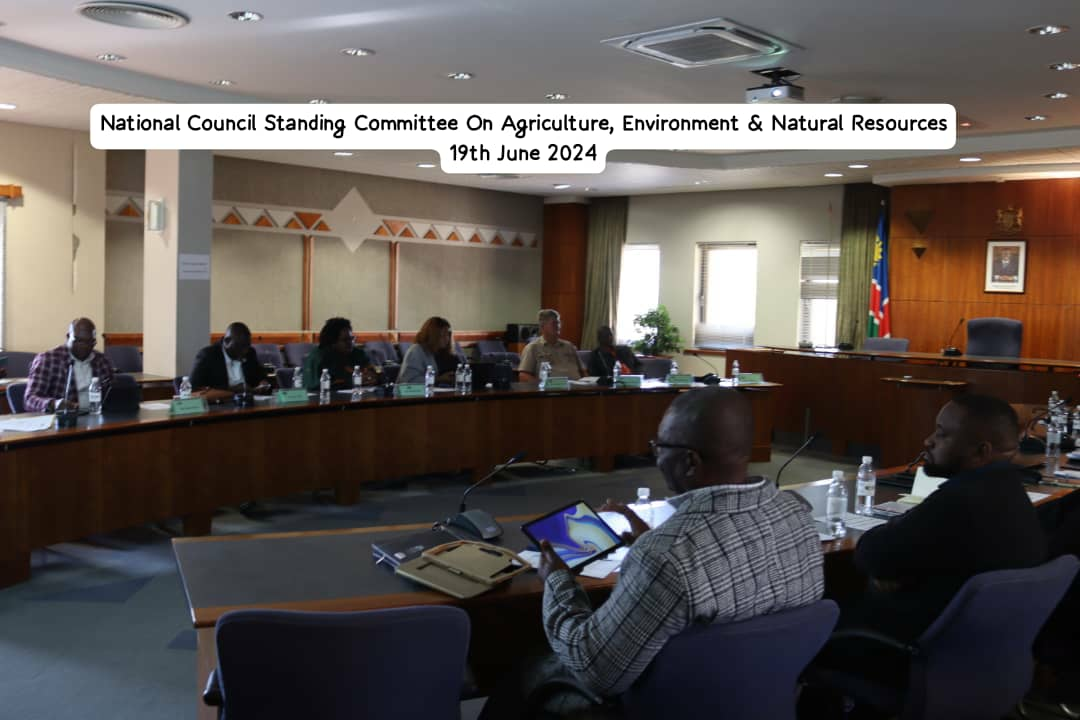 National Council Standing Committee On Agriculture, Environment & Natural Resources
19th June 2024